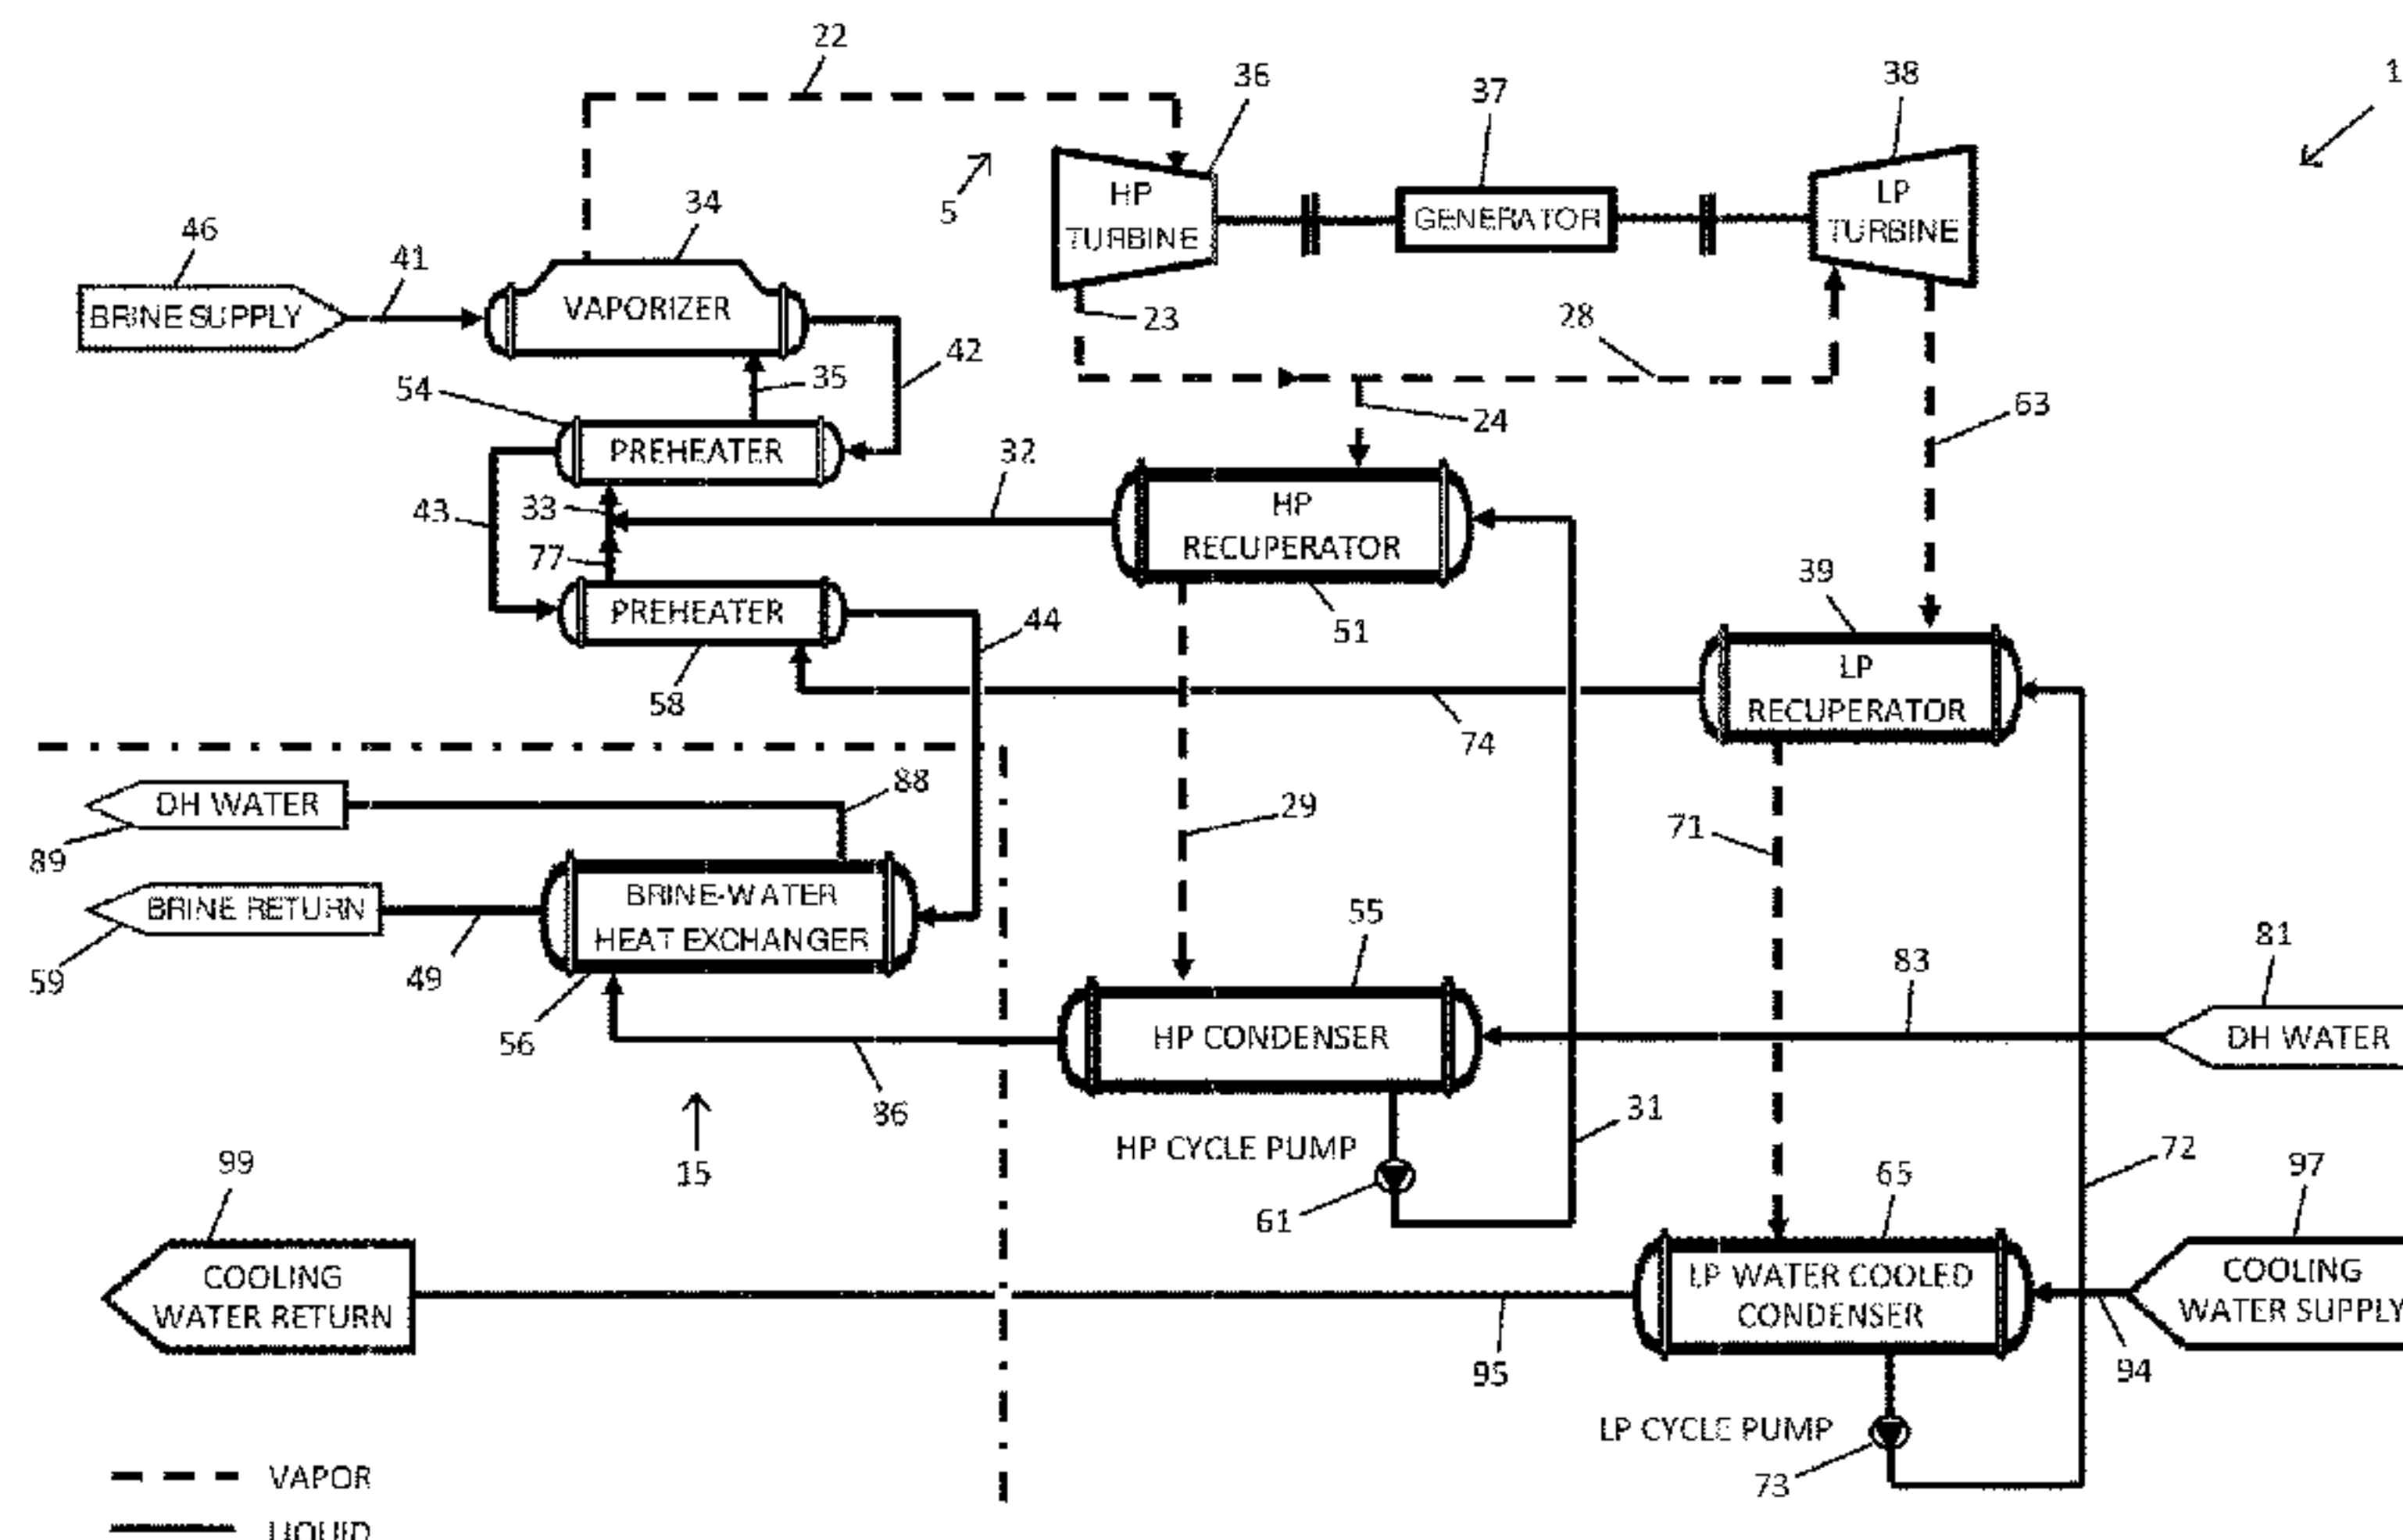 22
36
37
38
1
5
HP
TURBINE
GENERATOR
LP
TURBINE
46
41
34
BRINE SUPPLY
VAPORIZER
42
35
54
23
28
24
63
PREHEATER
32
43
33
77
HP
RECUPERATOR
51
39
PREHEATER
58
44
LP
RECUPERATOR
74
DH WATER
88
89
29
71
BRINE RETURN
BRINE-WATER
HEAT EXCHANGER
59
49
56
55
83
81
HP CONDENSER
DH WATER
86
15
HP CYCLE PUMP
61
31
72
99
65
97
COOLING
WATER RETURN
LP WATER COOLED
CONDENSER
COOLING
WATER SUPPLY
95
94
LP CYCLE PUMP
73
VAPOR
LIQUID